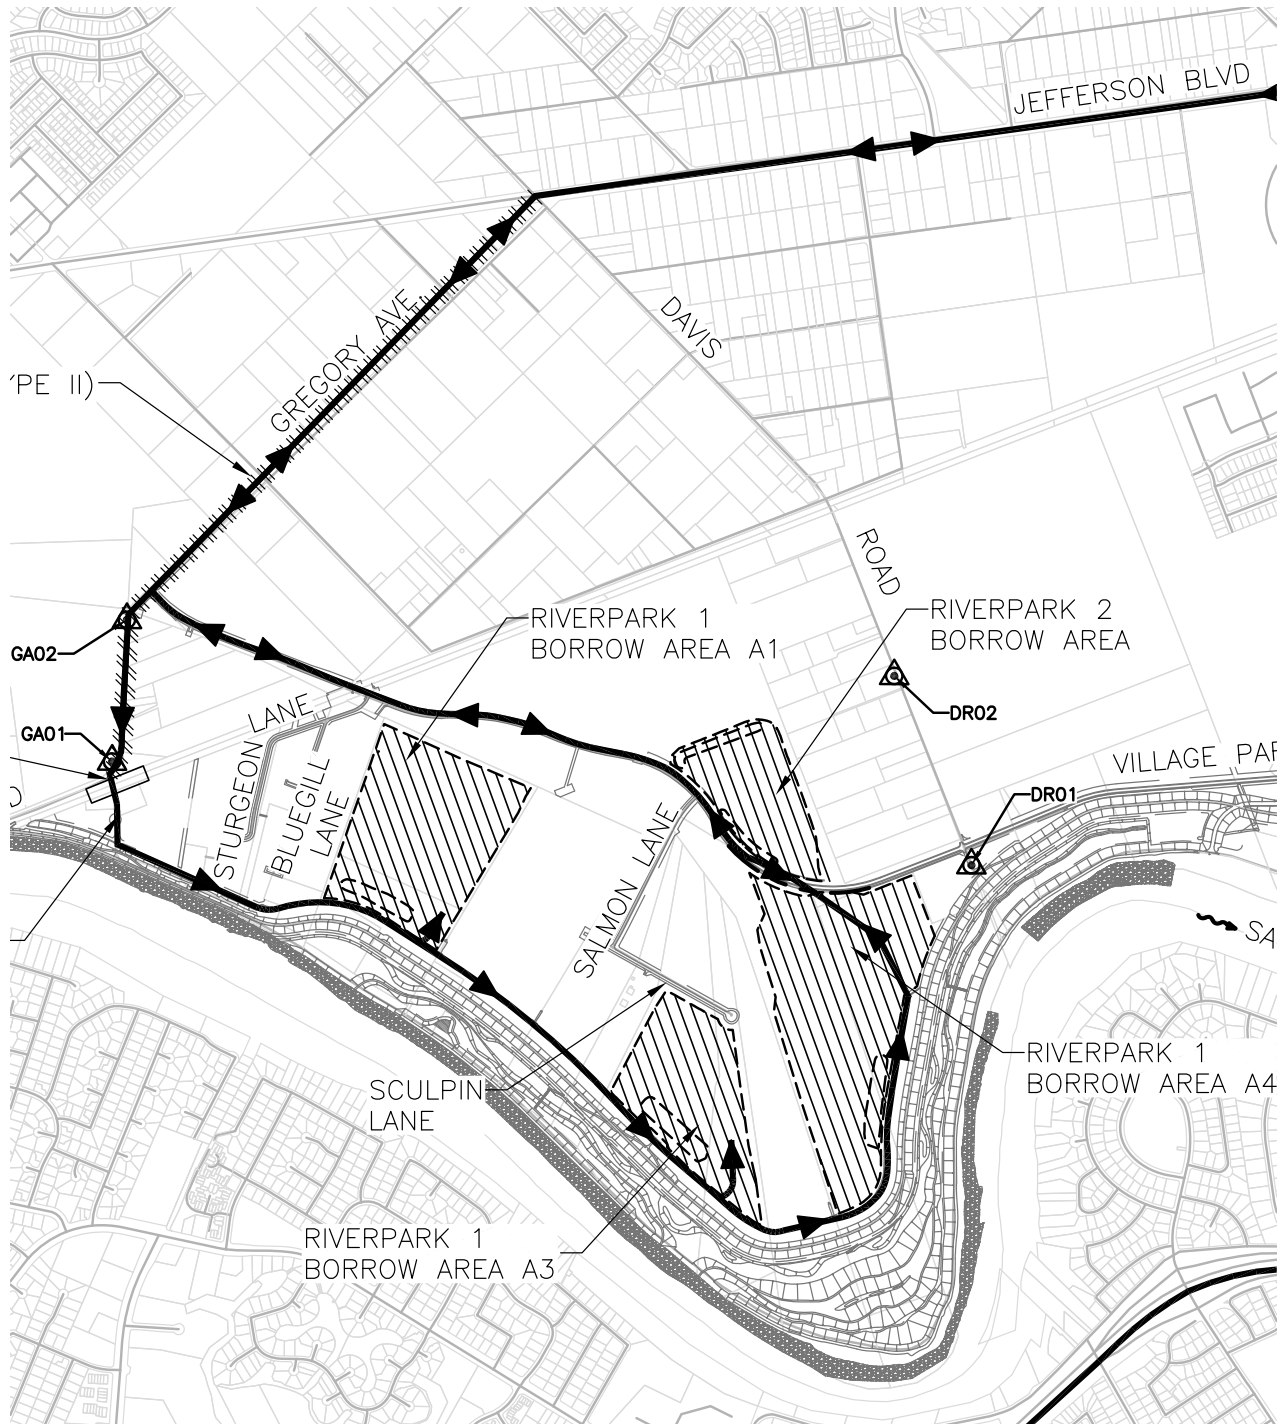 JEFFERSON BLVD
GREGORY AVE.
DAVIS
PE II)
ROAD
RIVERPARK 1
BORROW AREA A1
RIVERPARK 2
BORROW AREA
GA02
DR02
GA01
STURGEON LANE
BLUEGILL
LANE
VILLAGE PAR
DR01
SALMON LANE
SA
RIVERPARK 1
BORROW AREA A4
SCULPIN
LANE
RIVERPARK 1
BORROW AREA A3